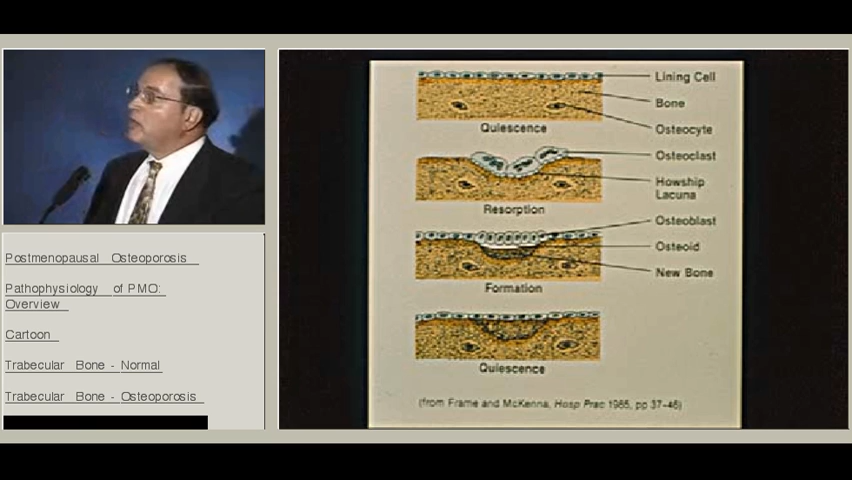 Postmenopausal Osteoporosis
Pathophysiology of PMO:
Overview
Cartoon
Trabecular Bone - Normal
Trabecular Bone - Osteoporosis
Lining Cell
Bone
Osteocyte
Quiescence
Osteoclast
Howship
Lacuna
Resorption
Osteoblast
Osteoid
New Bone
Formation
Quiescence
(from Frame and McKenna, Hosp Prac 1985, pp 37-46)